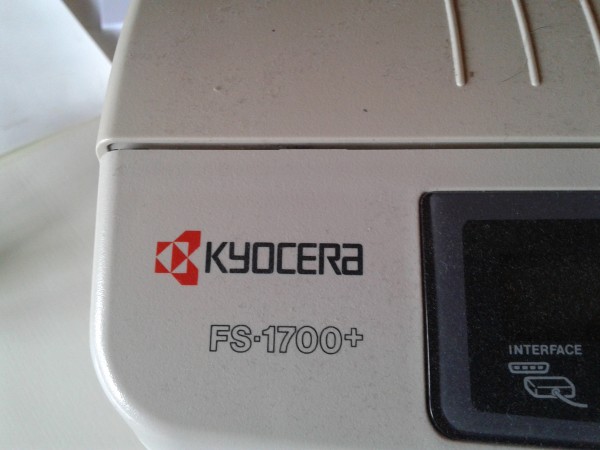 KYOCERA
FS-1700+
INTERFACE